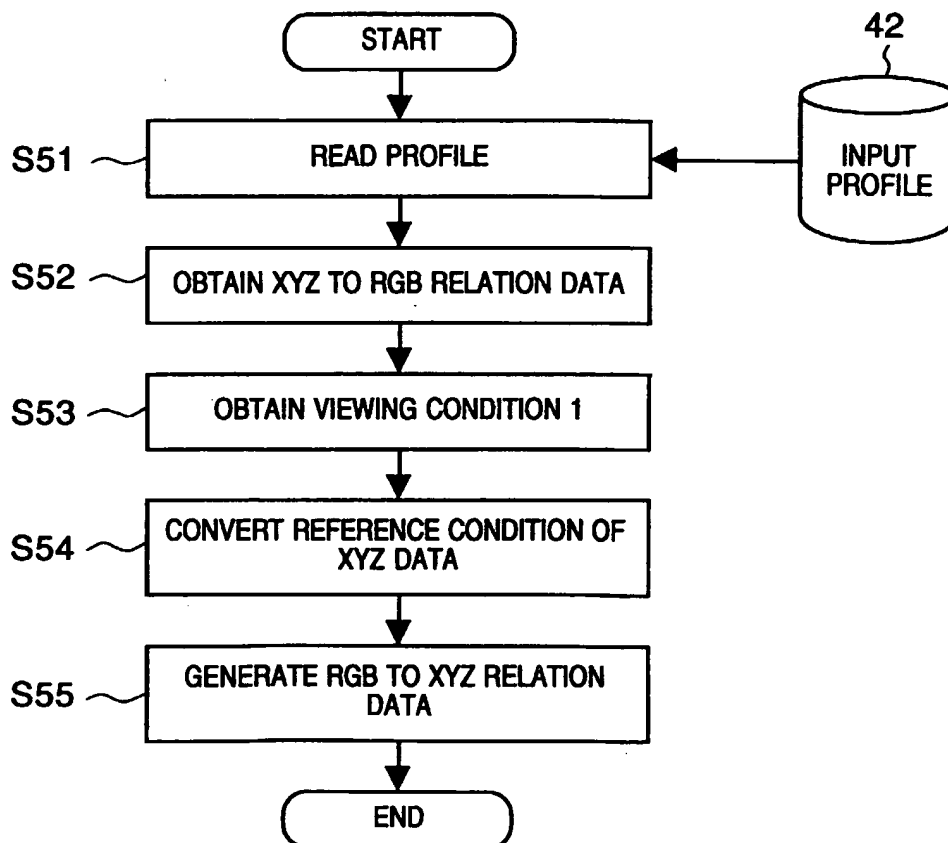 START
42
S51
READ PROFILE
INPUT
PROFILE
S52
OBTAIN XYZ TO RGB RELATION DATA
S53
OBTAIN VIEWING CONDITION 1
S54
CONVERT REFERENCE CONDITION OF
XYZ DATA
S55
GENERATE RGB TO XYZ RELATION
DATA
END